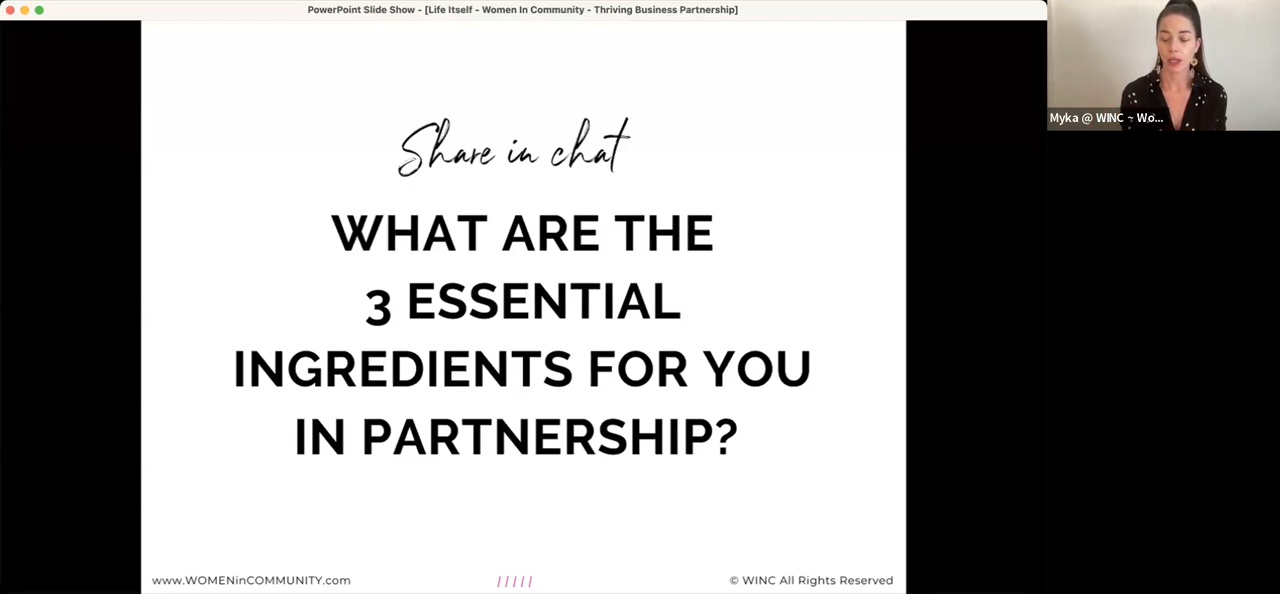 PowerPoint Slide Show - [Life Itself - Women In Community - Thriving Business Partnership]
Myka @ WINC ~ Wo...
Share in chat
WHAT ARE THE
3 ESSENTIAL
INGREDIENTS FOR YOU
IN PARTNERSHIP?
www.WOMENinCOMMUNITY.com
/ / / / /
© WINC All Rights Reserved